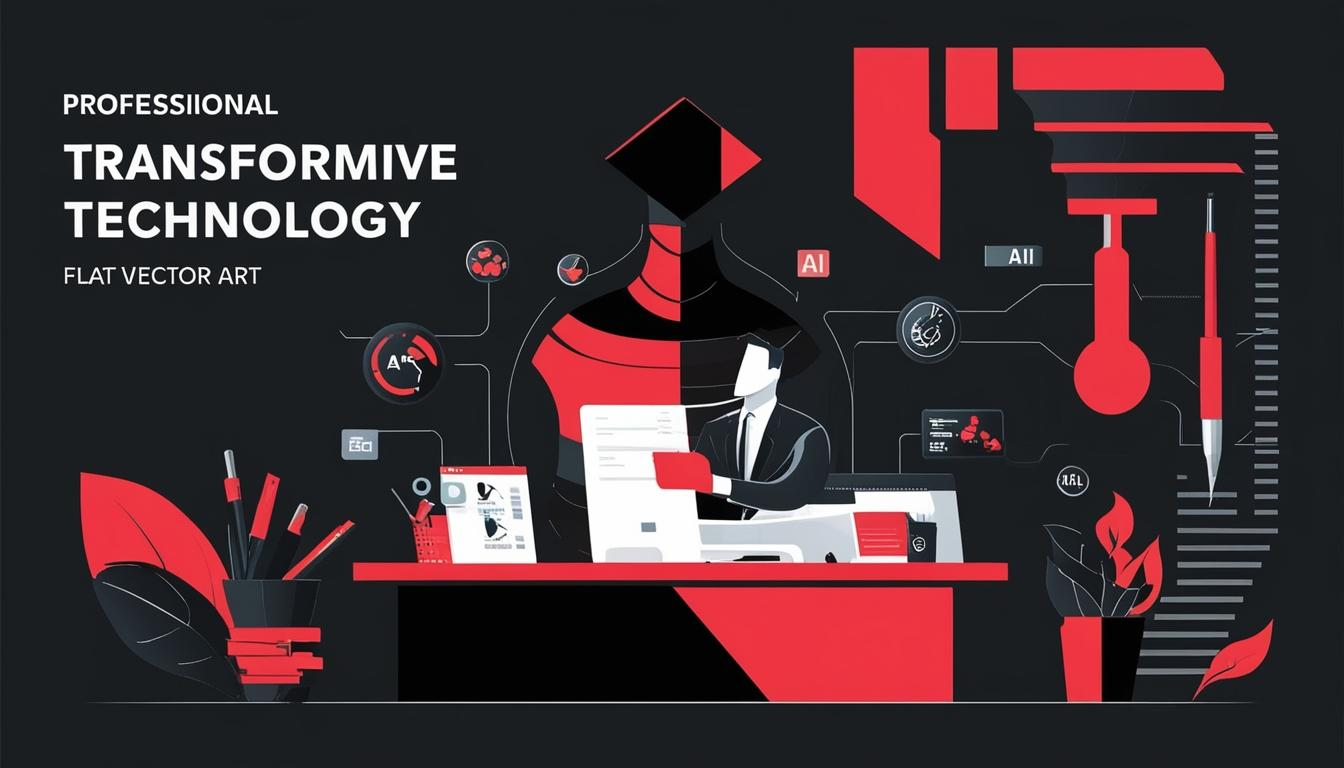 PROFESSIIONAL
TRANSFORMIVE
TECHNOLOGY
FLAT VECTOR ART
AI
AII